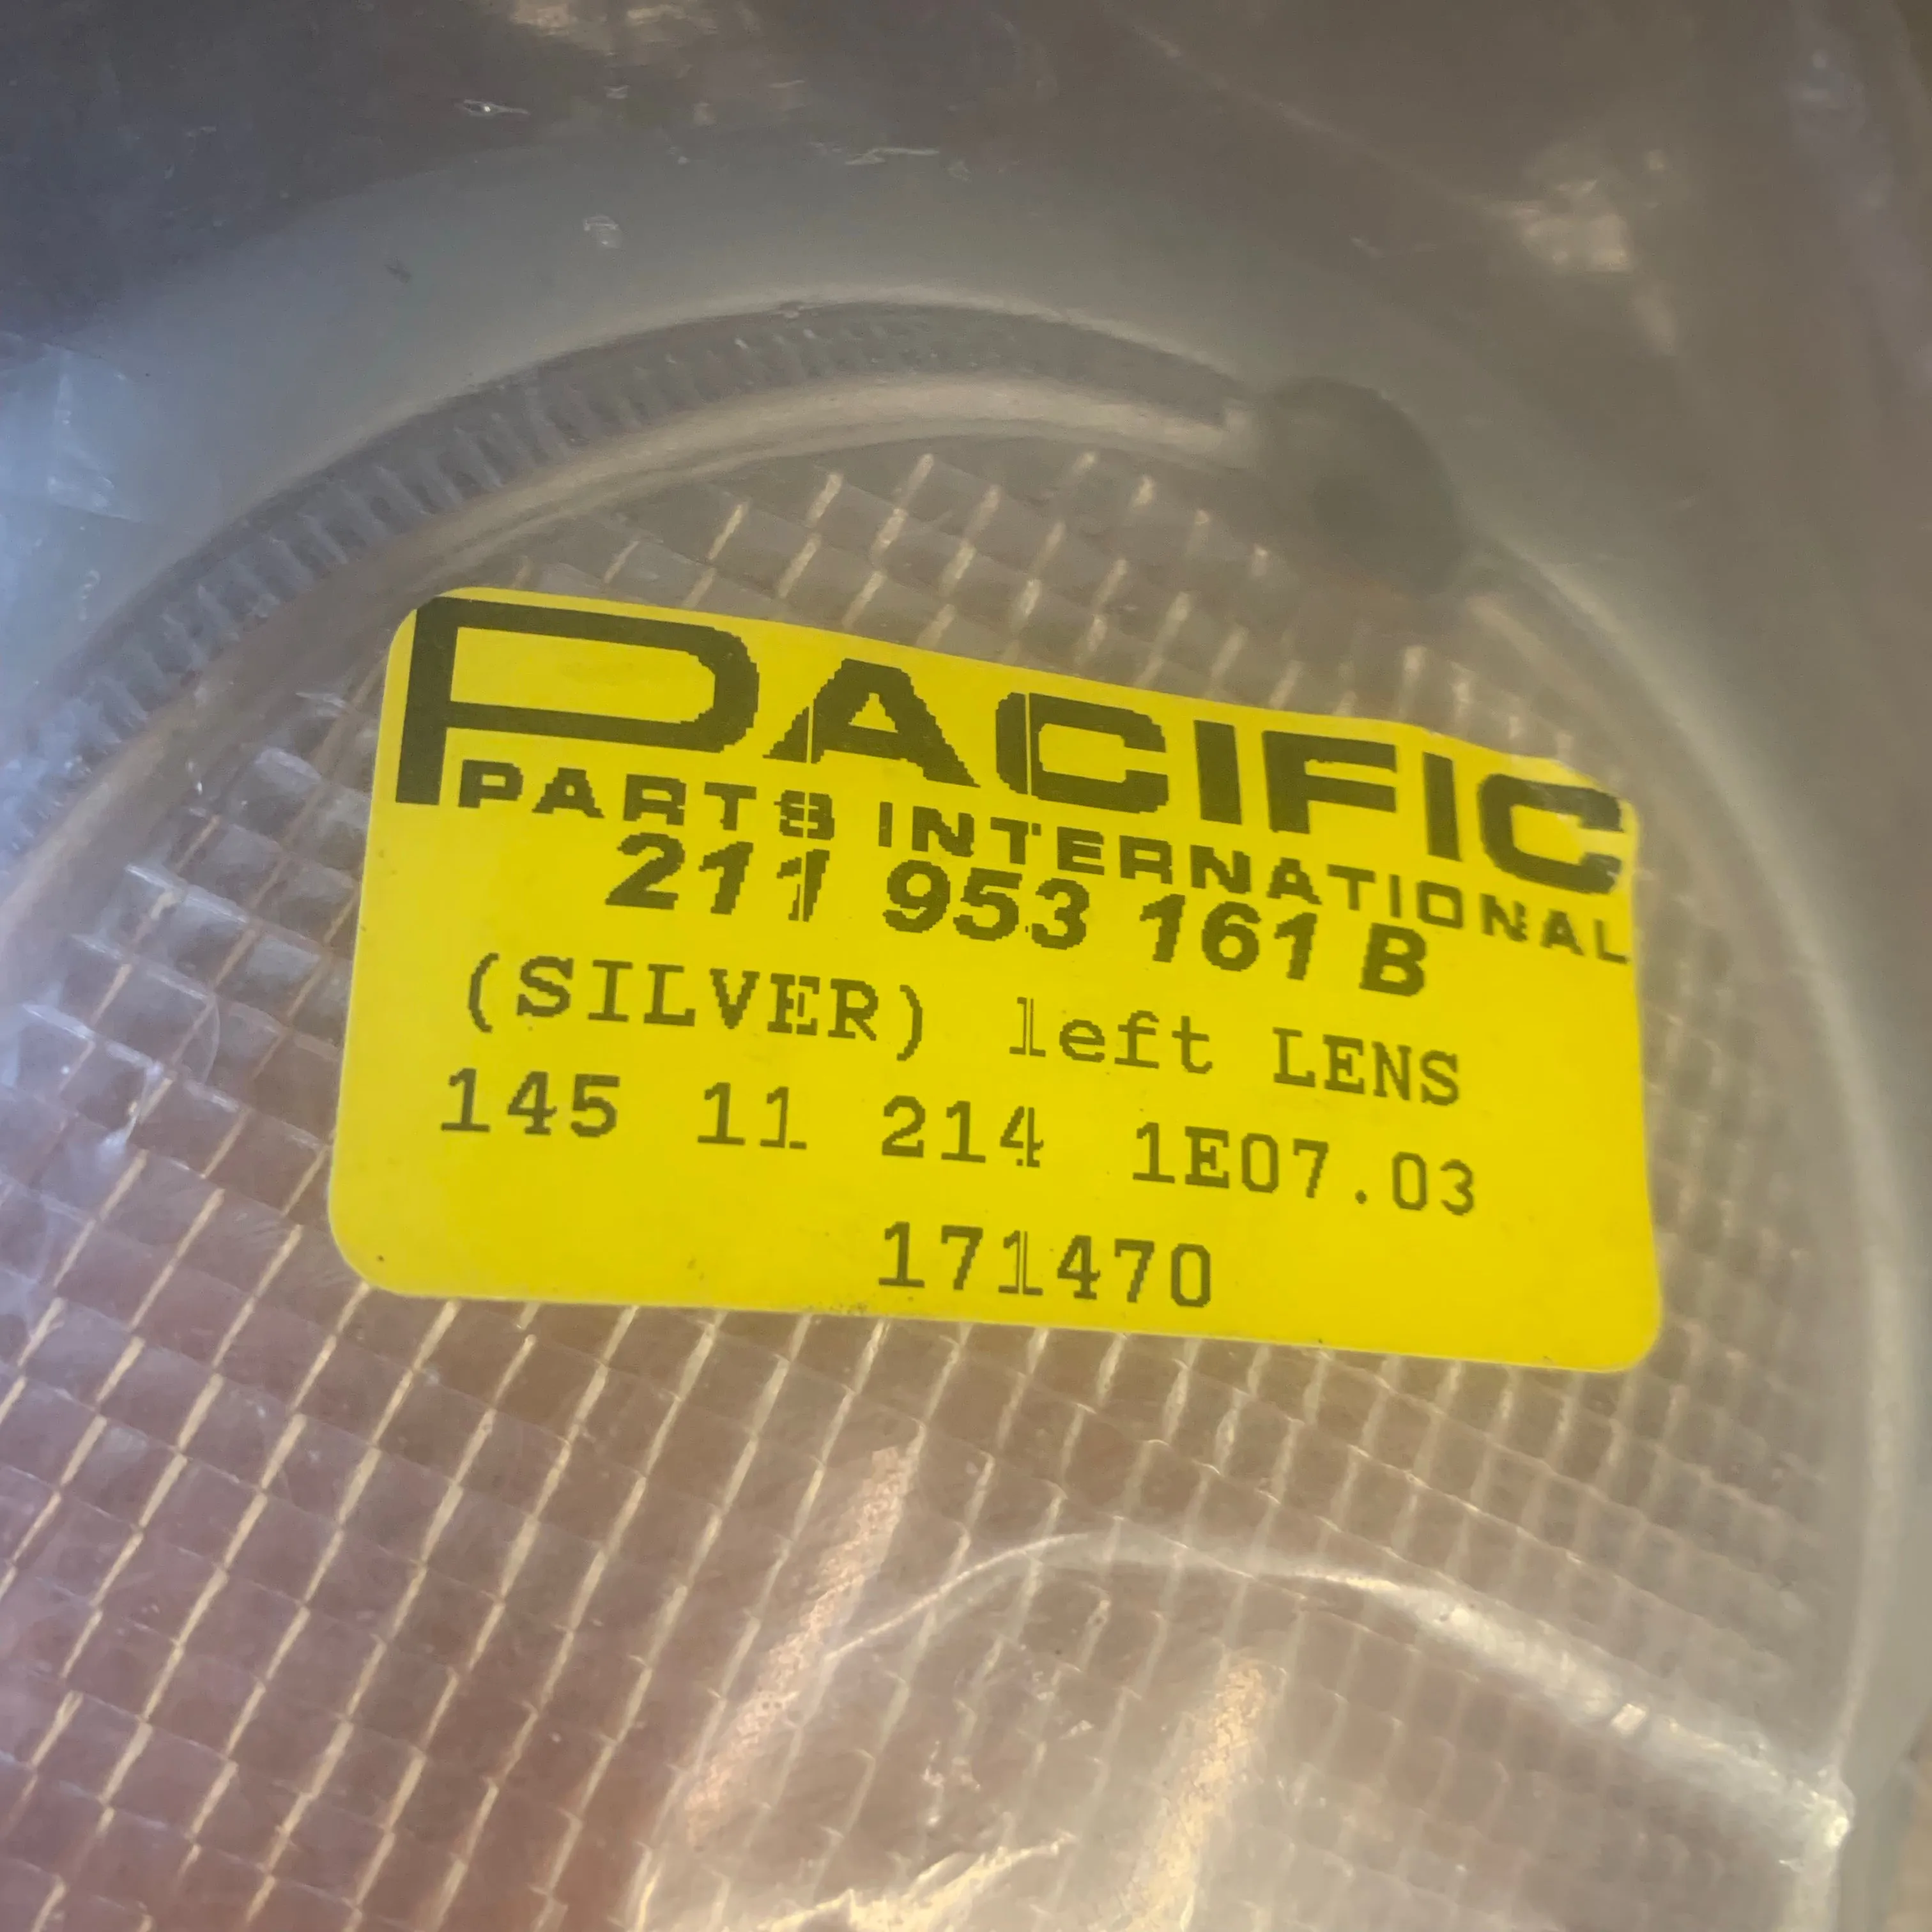 PACIFIC
PARTS INTERNATIONAL
211 953 161 B
(SILVER) left LENS
145 11 214 1E07.03
171470